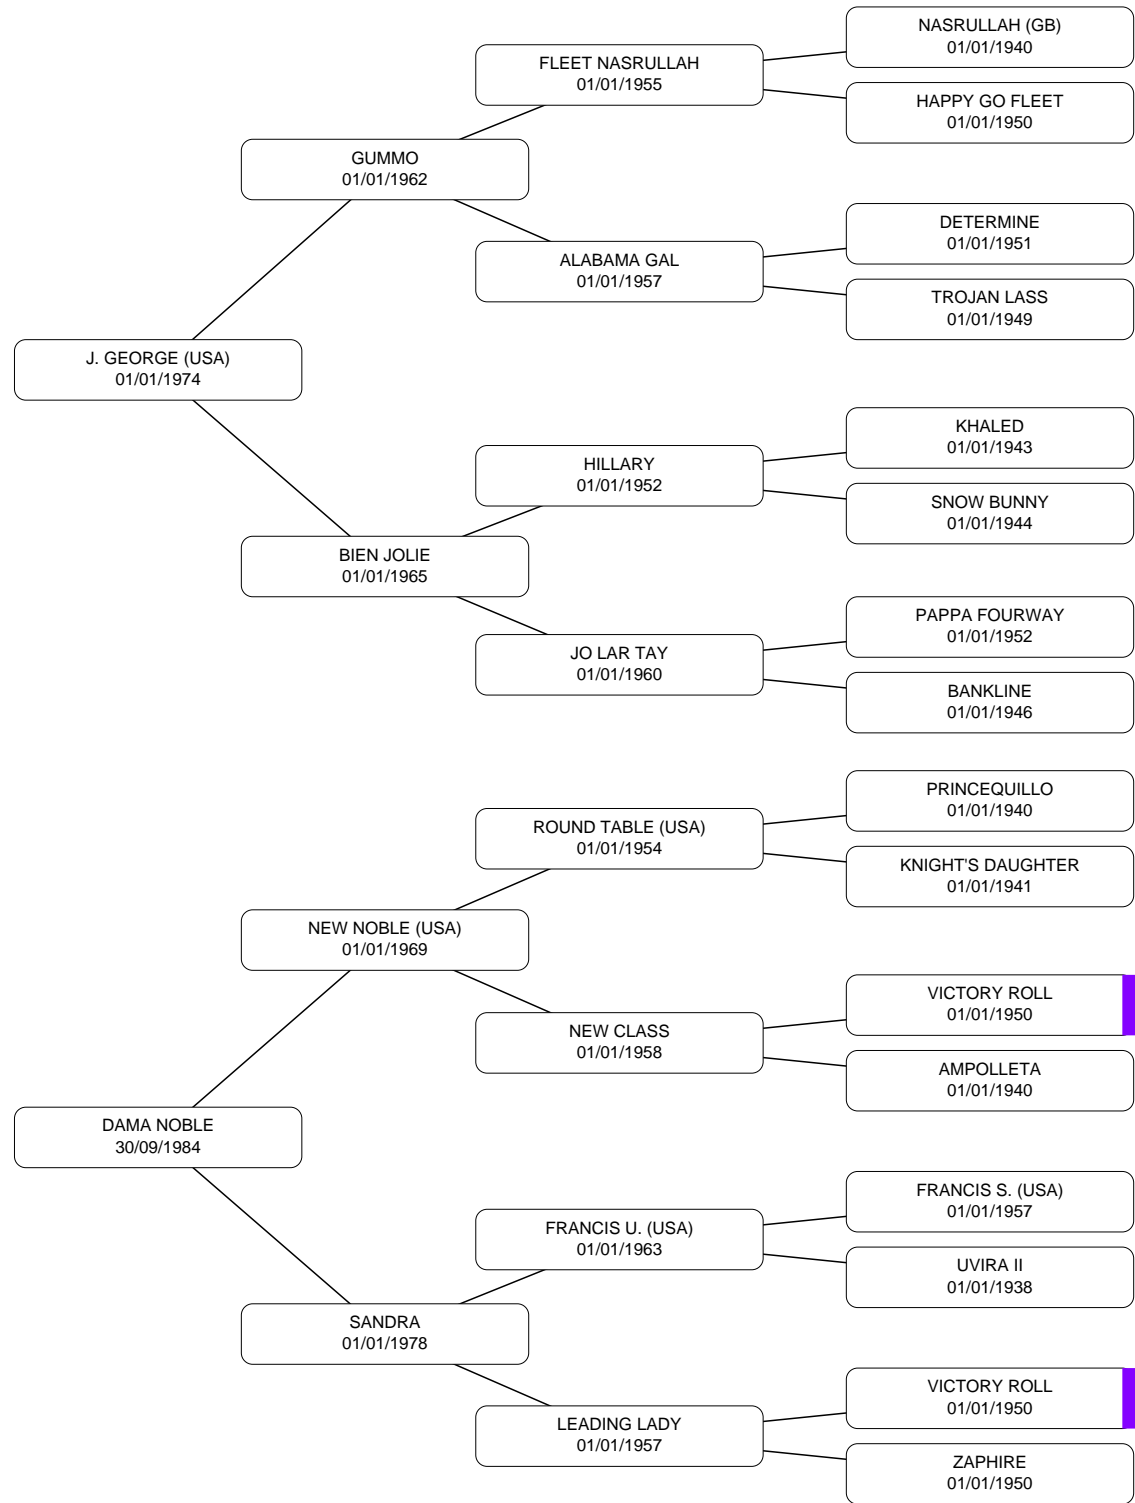 NASRULLAH (GB)
01/01/1940
FLEET NASRULLAH
01/01/1955
HAPPY GO FLEET
01/01/1950
GUMMO
01/01/1962
DETERMINE
01/01/1951
ALABAMA GAL
01/01/1957
TROJAN LASS
01/01/1949
J. GEORGE (USA)
01/01/1974
KHALED
01/01/1943
HILLARY
01/01/1952
SNOW BUNNY
01/01/1944
BIEN JOLIE
01/01/1965
PAPPA FOURWAY
01/01/1952
JO LAR TAY
01/01/1960
BANKLINE
01/01/1946
PRINCEQUILLO
01/01/1940
ROUND TABLE (USA)
01/01/1954
KNIGHT'S DAUGHTER
01/01/1941
NEW NOBLE (USA)
01/01/1969
VICTORY ROLL
01/01/1950
NEW CLASS
01/01/1958
AMPOLLETA
01/01/1940
DAMA NOBLE
30/09/1984
FRANCIS S. (USA)
01/01/1957
FRANCIS U. (USA)
01/01/1963
UVIRA II
01/01/1938
SANDRA
01/01/1978
VICTORY ROLL
01/01/1950
LEADING LADY
01/01/1957
ZAPHIRE
01/01/1950